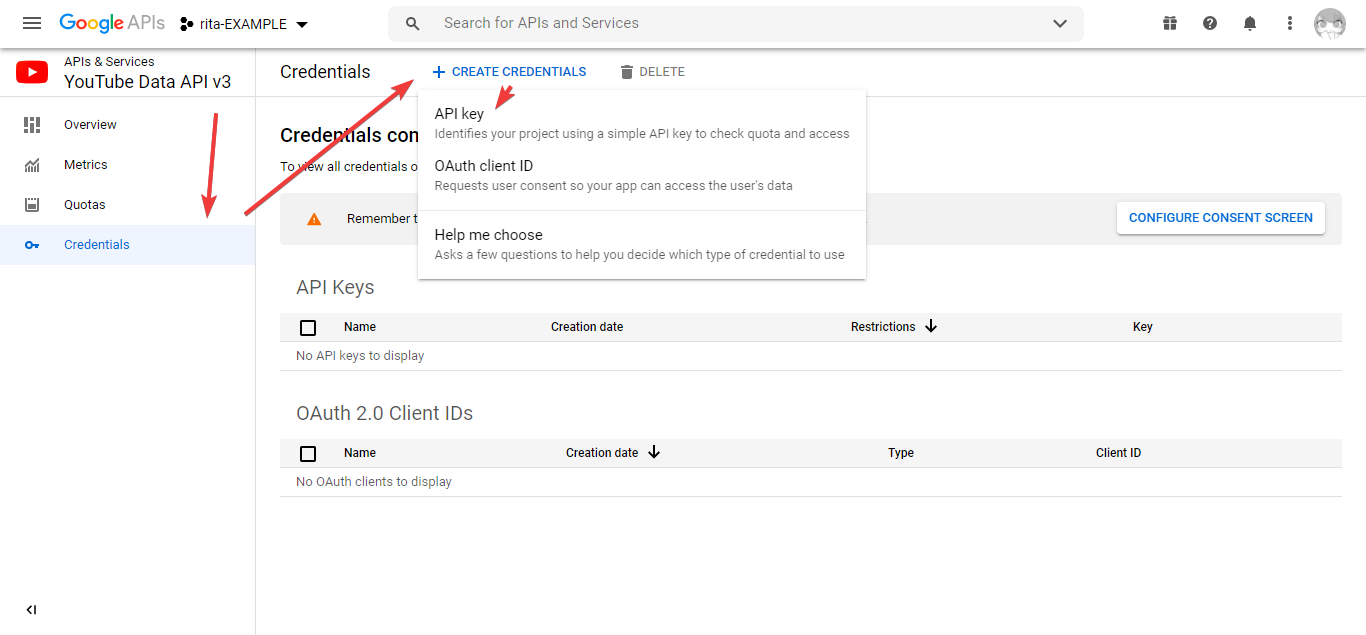 Google APIs
rita-EXAMPLE
Search for APIs and Services
APIs & Services
YouTube Data API v3
Overview
Metrics
Quotas
Credentials
Credentials
CREATE CREDENTIALS
DELETE
API key
Identifies your project using a simple API key to check quota and access
OAuth client ID
Requests user consent so your app can access the user's data
Help me choose
Asks a few questions to help you decide which type of credential to use
Credentials
To view all credentials
Remember
CONFIGURE CONSENT SCREEN
API Keys
Name Creation date Restrictions Key
No API keys to display
OAuth 2.0 Client IDs
Name Creation date Type Client ID
No OAuth clients to display